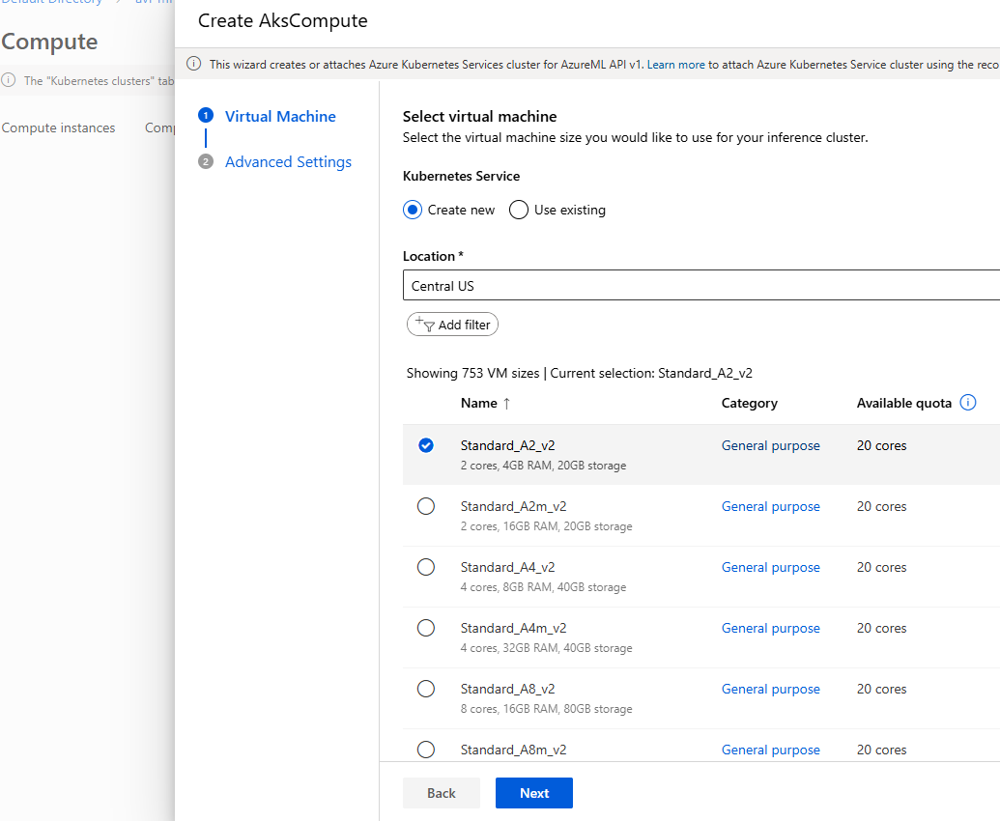 Default Directory
Create AksCompute
Compute
This wizard creates or attaches Azure Kubernetes Services cluster for AzureML API v1. Learn more to attach Azure Kubernetes Service cluster using the reco
The "Kubernetes clusters" tab
1 Virtual Machine
2 Advanced Settings
Compute instances Comp
Select virtual machine
Select the virtual machine size you would like to use for your inference cluster.
Kubernetes Service
Create new Use existing
Location *
Central US
Add filter
Showing 753 VM sizes | Current selection: Standard_A2_v2
Name ↑ Category Available quota
Standard_A2_v2 General purpose 20 cores
2 cores, 4GB RAM, 20GB storage
Standard_A2m_v2 General purpose 20 cores
2 cores, 16GB RAM, 20GB storage
Standard_A4_v2 General purpose 20 cores
4 cores, 8GB RAM, 40GB storage
Standard_A4m_v2 General purpose 20 cores
4 cores, 32GB RAM, 40GB storage
Standard_A8_v2 General purpose 20 cores
8 cores, 16GB RAM, 80GB storage
Standard_A8m_v2 General purpose 20 cores
Back Next